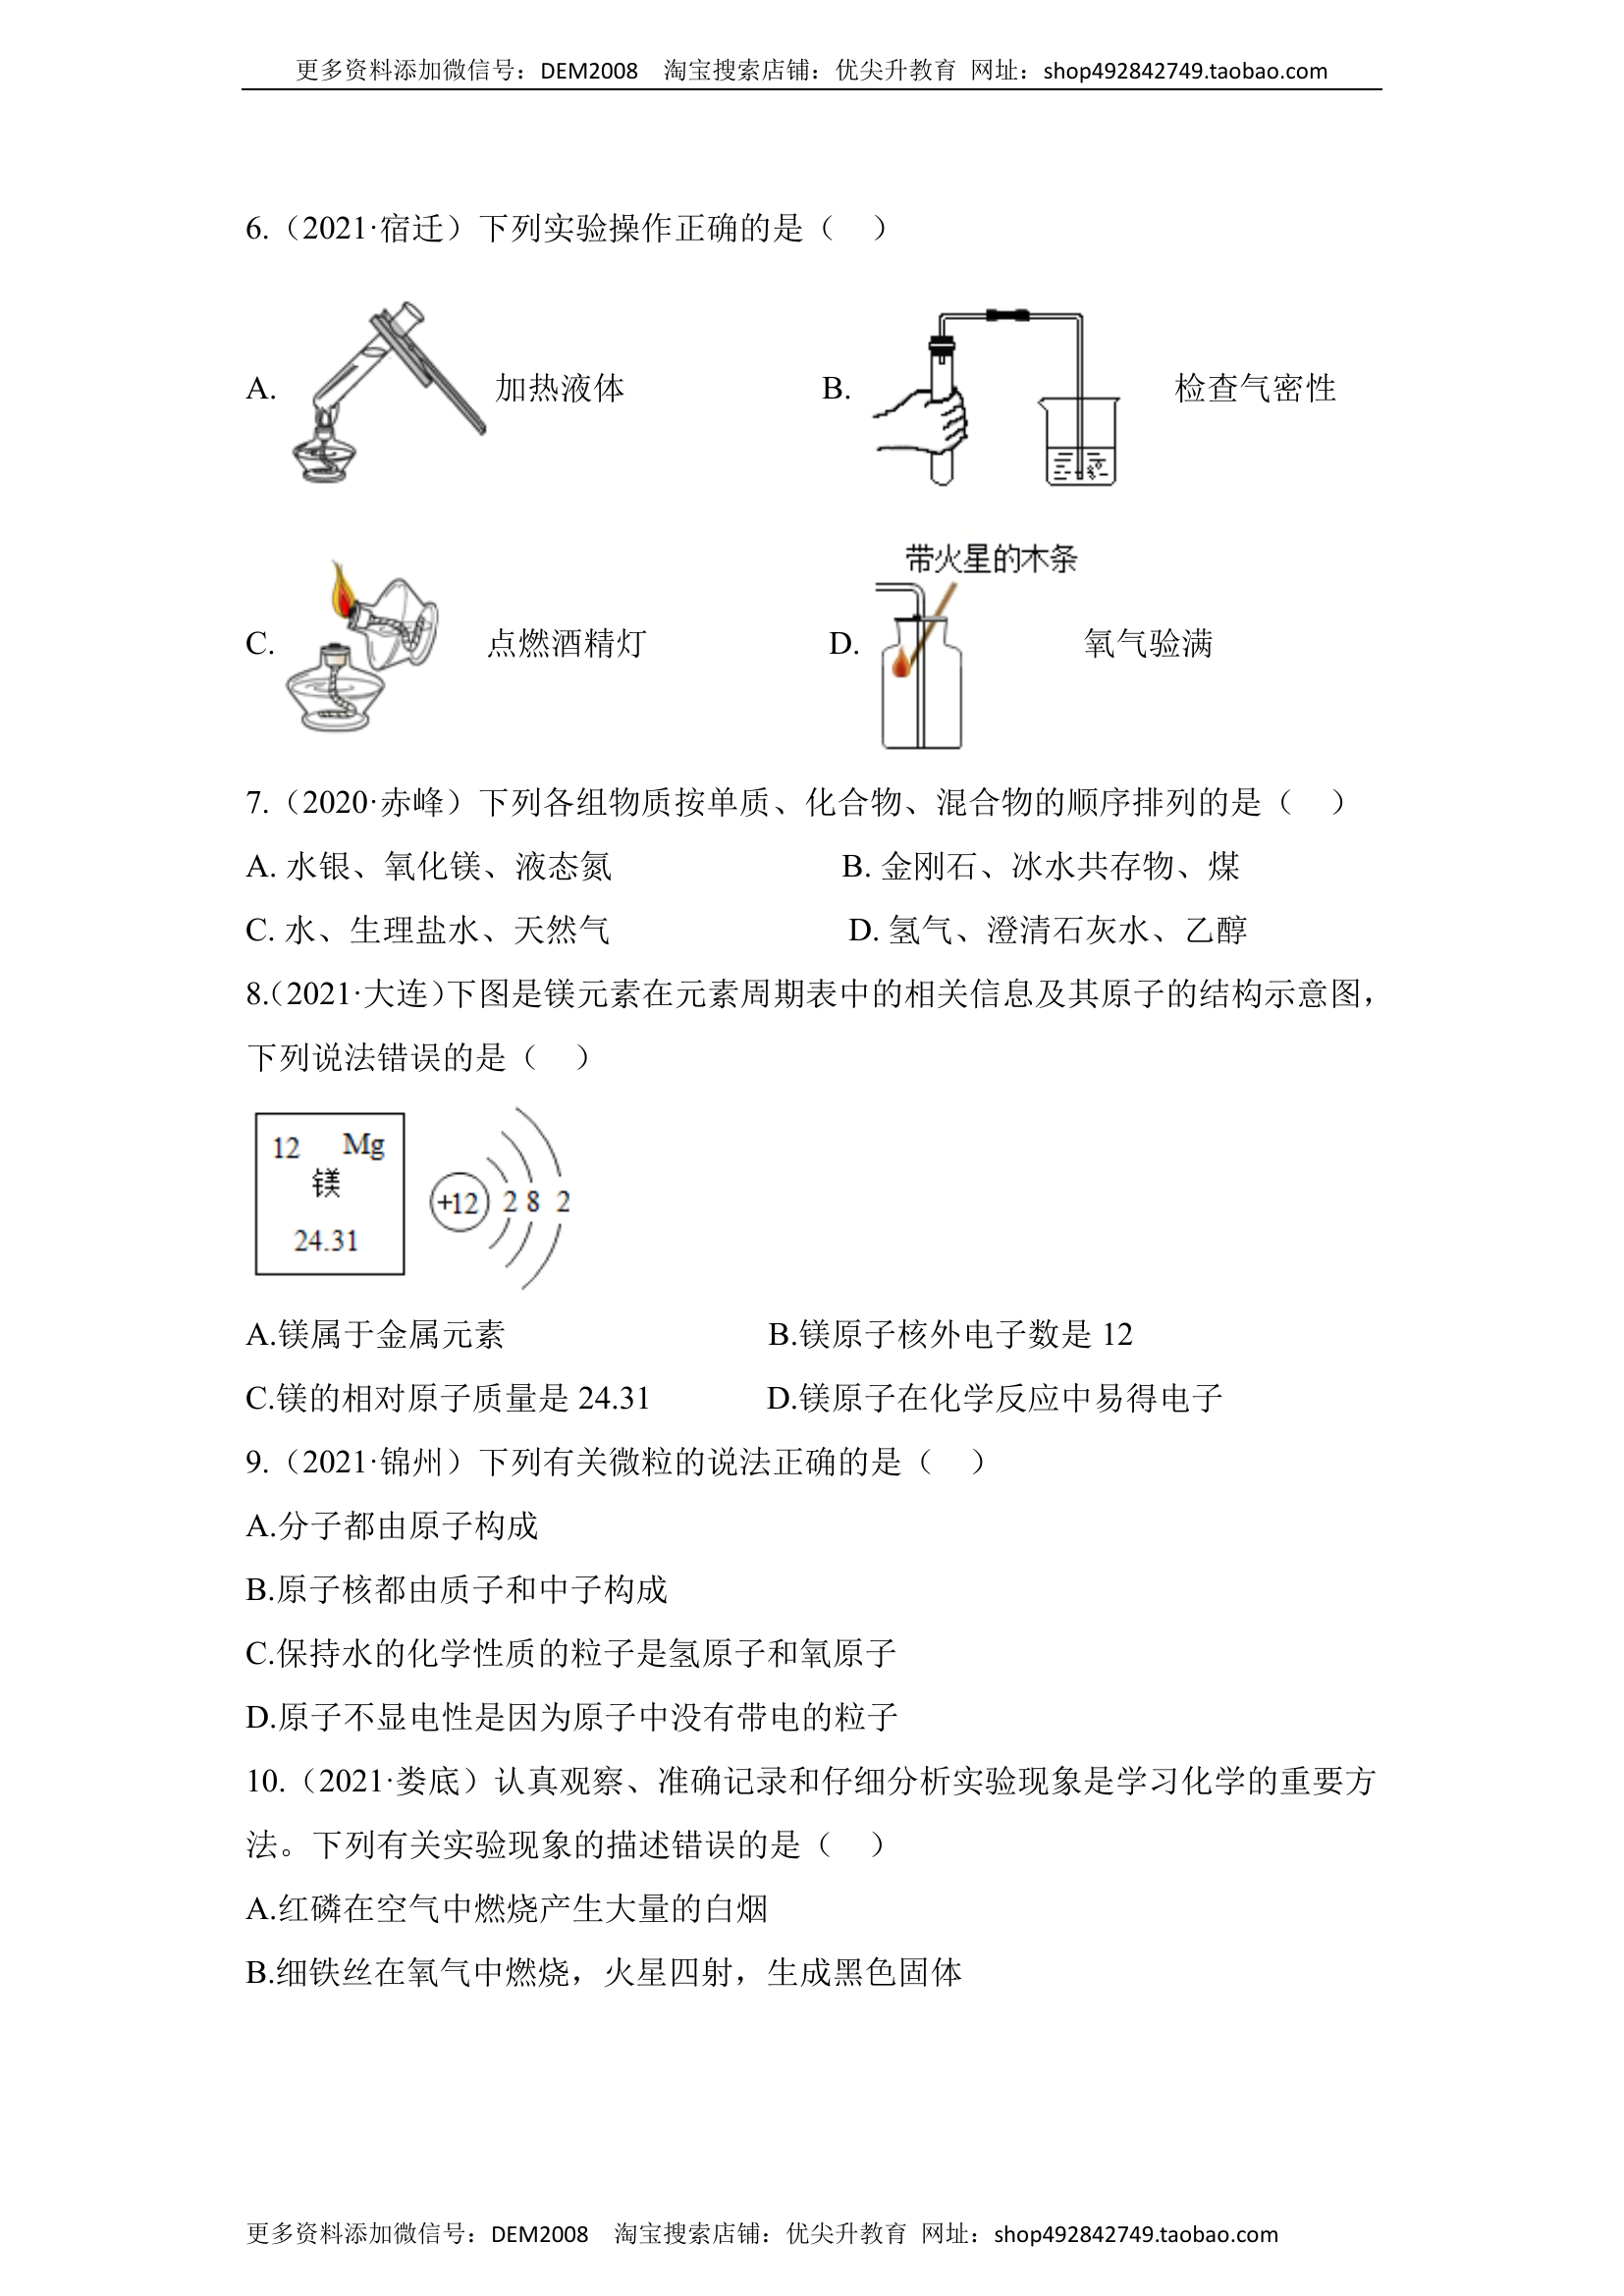 更多资料添加微信号：DEM2008 淘宝搜索店铺：优尖升教育 网址：shop492842749.taobao.com
6.（2021·宿迁）下列实验操作正确的是（ ）
A. 加热液体 B. 检查气密性
带火星的木条
C. 点燃酒精灯 D. 氧气验满
7.（2020·赤峰）下列各组物质按单质、化合物、混合物的顺序排列的是（ ）
A. 水银、氧化镁、液态氮 B. 金刚石、冰水共存物、煤
C. 水、生理盐水、天然气 D. 氢气、澄清石灰水、乙醇
8.（2021·大连）下图是镁元素在元素周期表中的相关信息及其原子的结构示意图，
下列说法错误的是（ ）
12 Mg
镁
+12 2 8 2
24.31
A.镁属于金属元素 B.镁原子核外电子数是 12
C.镁的相对原子质量是 24.31 D.镁原子在化学反应中易得电子
9.（2021·锦州）下列有关微粒的说法正确的是（ ）
A.分子都由原子构成
B.原子核都由质子和中子构成
C.保持水的化学性质的粒子是氢原子和氧原子
D.原子不显电性是因为原子中没有带电的粒子
10.（2021·娄底）认真观察、准确记录和仔细分析实验现象是学习化学的重要方
法。下列有关实验现象的描述错误的是（ ）
A.红磷在空气中燃烧产生大量的白烟
B.细铁丝在氧气中燃烧，火星四射，生成黑色固体
更多资料添加微信号：DEM2008 淘宝搜索店铺：优尖升教育 网址：shop492842749.taobao.com